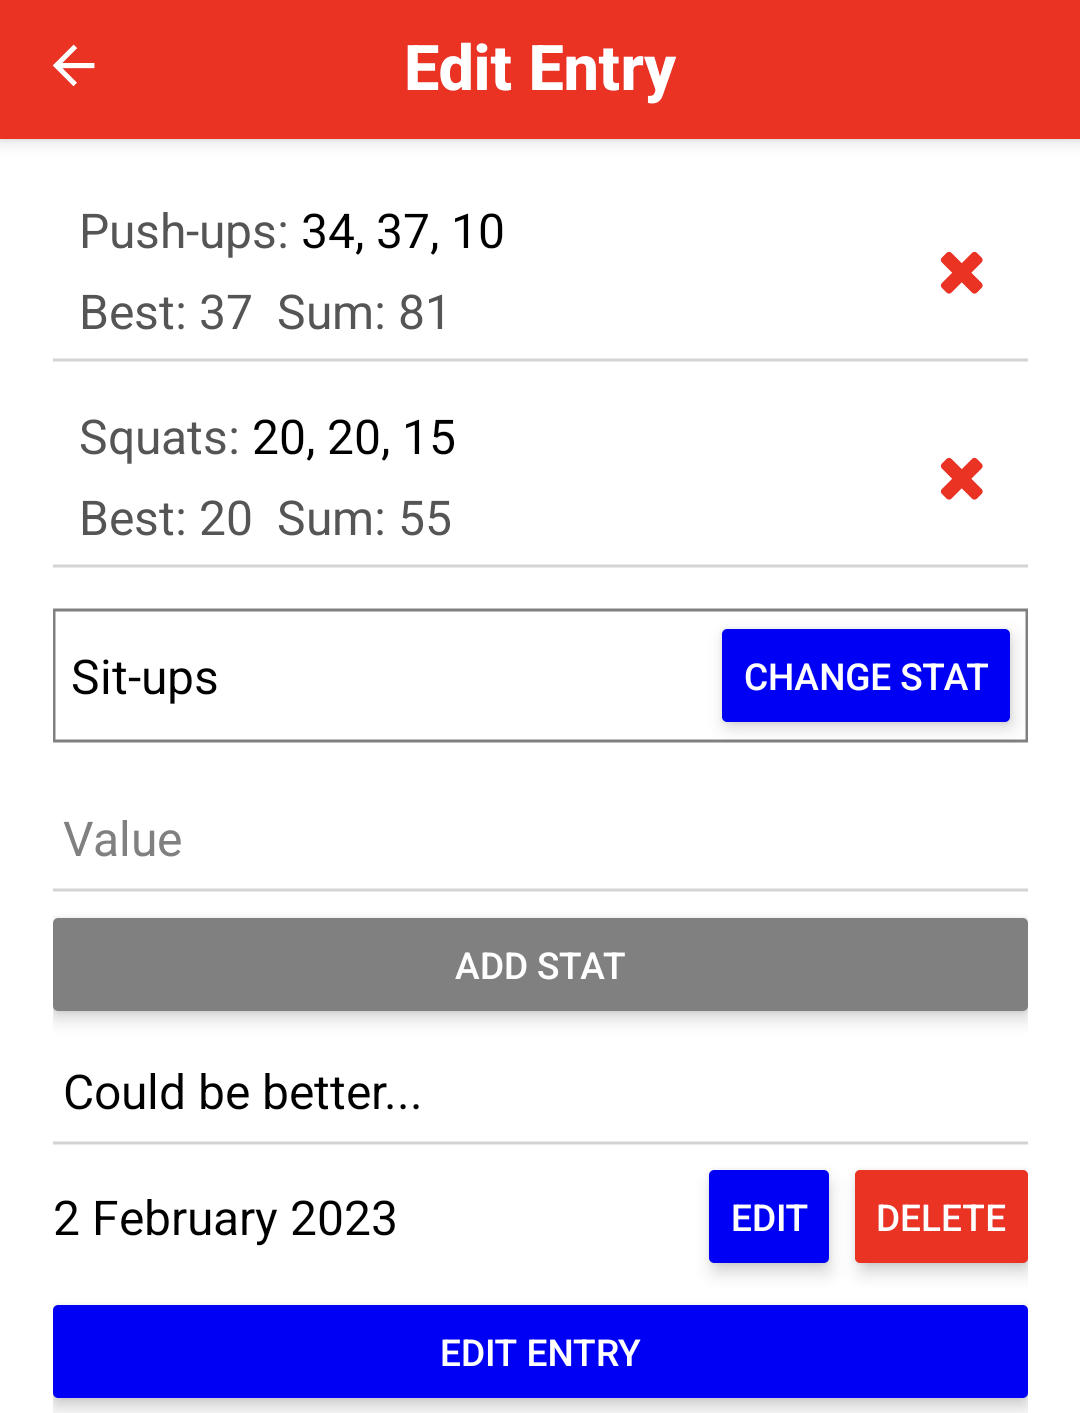 Edit Entry
Push-ups: 34, 37, 10
Best: 37 Sum: 81
Squats: 20, 20, 15
Best: 20 Sum: 55
Sit-ups
CHANGE STAT
Value
ADD STAT
Could be better...
2 February 2023
EDIT
DELETE
EDIT ENTRY